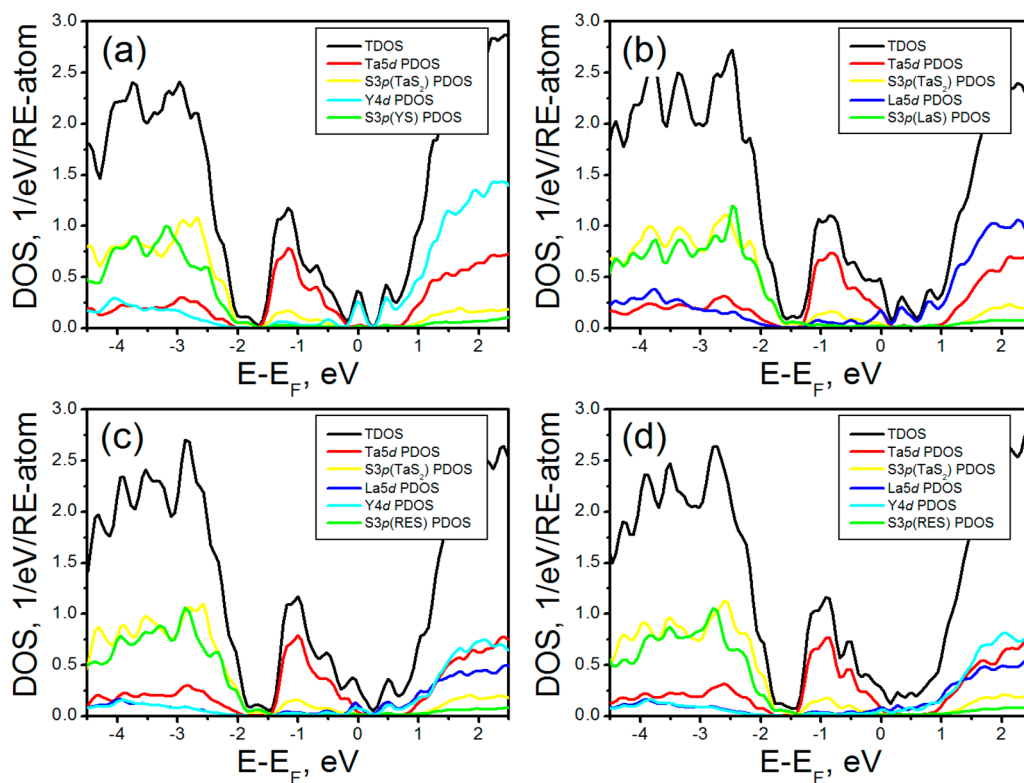 (a)
TDOS
Ta5d PDOS
S3p(TaS2) PDOS
Y4d PDOS
S3p(YS) PDOS
3.0
2.5
2.0
1.5
1.0
0.5
0.0
DOS, 1/eV/RE-atom
-4 -3 -2 -1 0 1 2
E-EF, eV
(b)
TDOS
Ta5d PDOS
S3p(TaS2) PDOS
La5d PDOS
S3p(LaS) PDOS
3.0
2.5
2.0
1.5
1.0
0.5
0.0
DOS, 1/eV/RE-atom
-4 -3 -2 -1 0 1 2
E-EF, eV
(c)
TDOS
Ta5d PDOS
S3p(TaS2) PDOS
La5d PDOS
Y4d PDOS
S3p(RES) PDOS
3.0
2.5
2.0
1.5
1.0
0.5
0.0
DOS, 1/eV/RE-atom
-4 -3 -2 -1 0 1 2
E-EF, eV
(d)
TDOS
Ta5d PDOS
S3p(TaS2) PDOS
La5d PDOS
Y4d PDOS
S3p(RES) PDOS
3.0
2.5
2.0
1.5
1.0
0.5
0.0
DOS, 1/eV/RE-atom
-4 -3 -2 -1 0 1 2
E-EF, eV